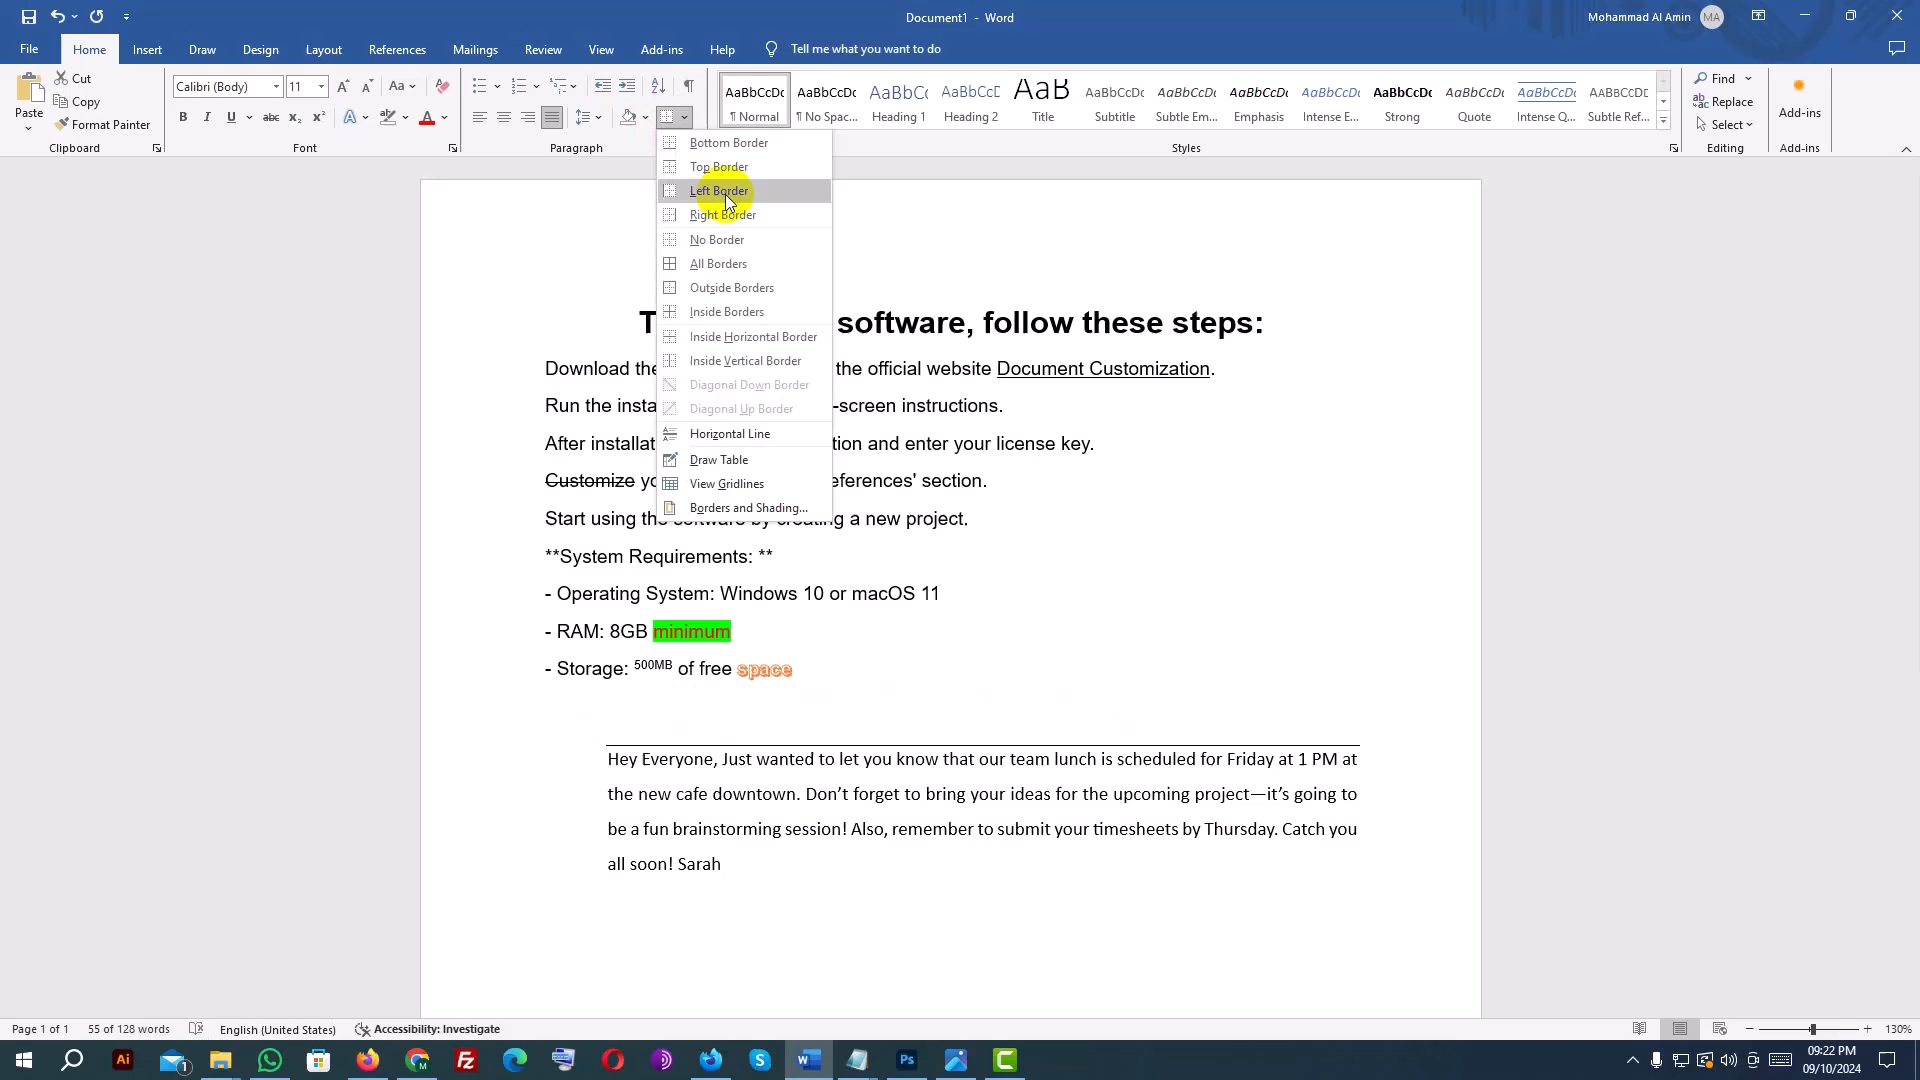 Document1 - Word
Mohammad Al Amin
MA
File
Home
Insert
Draw
Design
Layout
References
Mailings
Review
View
Add-ins
Help
Tell me what you want to do
Paste
Cut
Copy
Format Painter
Clipboard
Calibri (Body)
11
Font
Paragraph
AaBbCcDc
¶ Normal
AaBbCcDc
¶ No Spac...
AaBbCc
Heading 1
AaBbCcD
Heading 2
AaB
Title
AaBbCcDc
Subtitle
AaBbCcDc
Subtle Em...
AaBbCcDc
Emphasis
AaBbCcDc
Intense E...
AaBbCcDc
Strong
AaBbCcDc
Quote
AaBbCcDc
Intense Q...
AABBCCDE
Subtle Ref...
Styles
Find
Replace
Select
Editing
Add-ins
Add-ins
Bottom Border
Top Border
Left Border
Right Border
No Border
All Borders
Outside Borders
Inside Borders
Inside Horizontal Border
Inside Vertical Border
Diagonal Down Border
Diagonal Up Border
Horizontal Line
Draw Table
View Gridlines
Borders and Shading...
software, follow these steps:
Download the official website Document Customization.
Run the -screen instructions.
After and enter your license key.
Customize section.
Start using the software by creating a new project.
**System Requirements: **
- Operating System: Windows 10 or macOS 11
- RAM: 8GB minimum
- Storage: 500MB of free space
Hey Everyone, Just wanted to let you know that our team lunch is scheduled for Friday at 1 PM at
the new cafe downtown. Don’t forget to bring your ideas for the upcoming project—it’s going to
be a fun brainstorming session! Also, remember to submit your timesheets by Thursday. Catch you
all soon! Sarah
Page 1 of 1
55 of 128 words
English (United States)
Accessibility: Investigate
130%
09:22 PM
09/10/2024